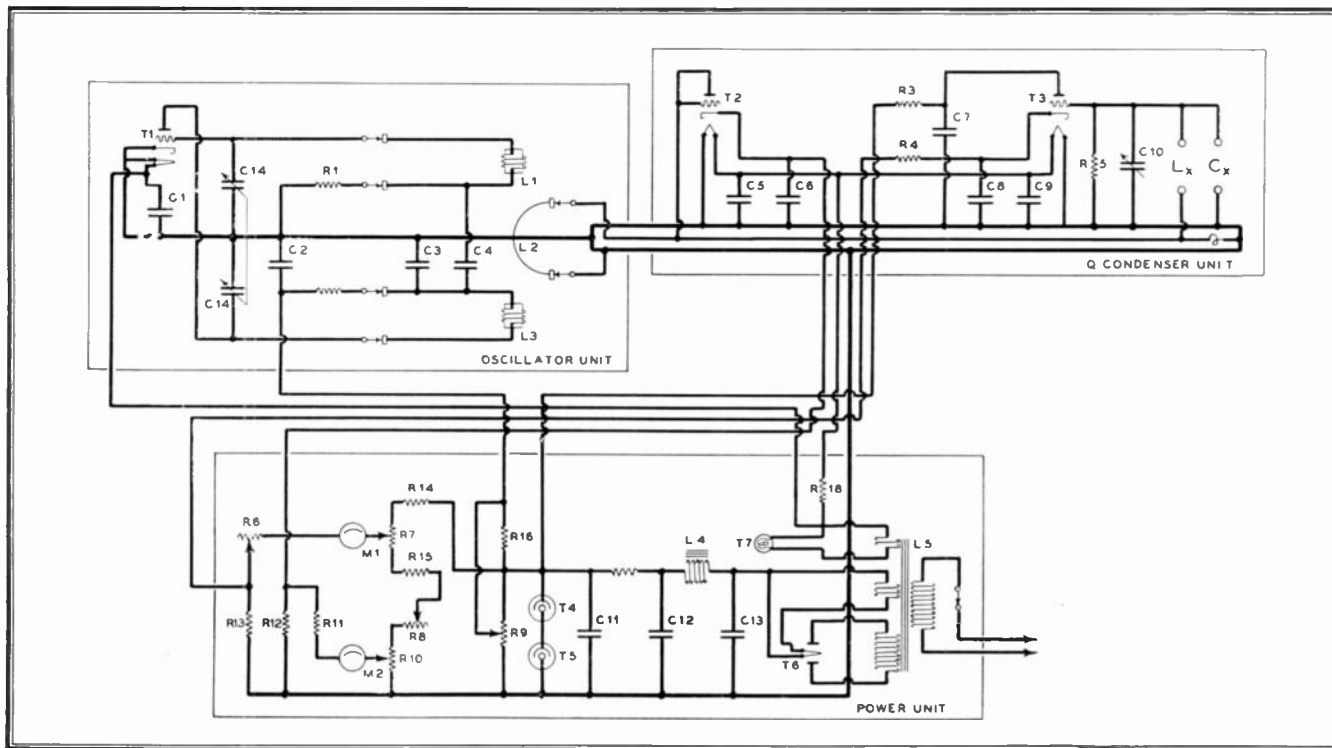 T1
C1
C14
C14
R1
C2
C3
C4
L1
L2
L3
OSCILLATOR UNIT
T2
C5
C6
R3
C7
R4
T3
C8
C9
R5
C10
Lx
Cx
Q CONDENSER UNIT
R6
M1
R14
R7
R15
R8
R13
R12
R11
M2
R10
R16
R9
T4
T5
C11
C12
L4
C13
T7
R18
T6
L5
POWER UNIT